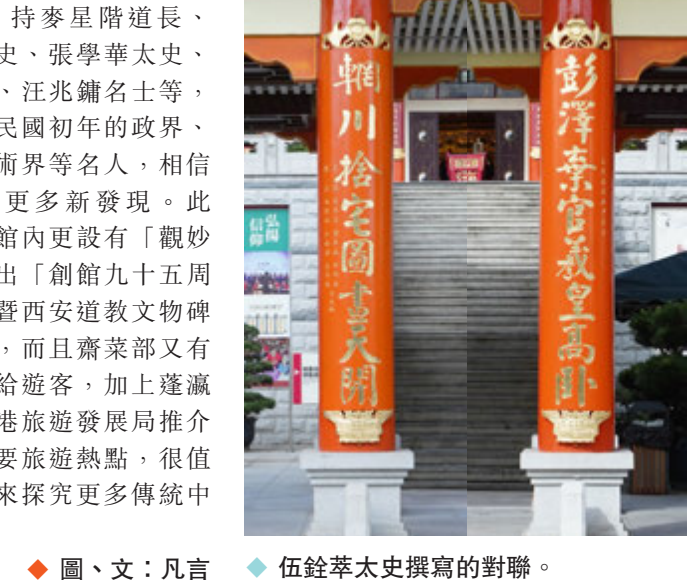 持麥星階道長、
史、張學華太史、
、汪兆鏞名士等，
民國初年的政界、
術界等名人，相信
更多新發現。此
館內更設有「觀妙
出「創館九十五周
暨西安道教文物碑
，而且齋菜部又有
給遊客，加上蓬瀛
港旅遊發展局推介
要旅遊熱點，很值
來探究更多傳統中
圖、文：凡言
彭澤棄官羲皇高臥
輞川捨宅圖畫天開
弘揚
信仰
伍銓萃太史撰寫的對聯。